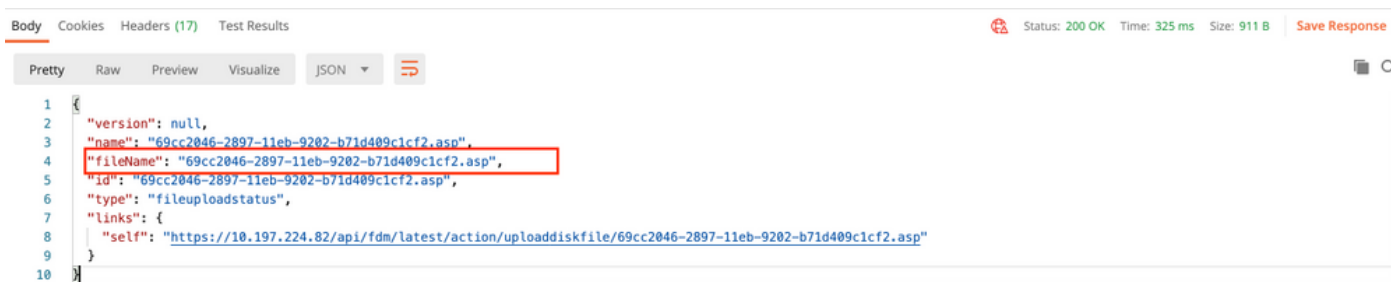 Body Cookies Headers (17) Test Results Status: 200 OK Time: 325 ms Size: 911 B Save Response
Pretty Raw Preview Visualize JSON
1 {
2 "version": null,
3 "name": "69cc2046-2897-11eb-9202-b71d409c1cf2.asp",
4 "fileName": "69cc2046-2897-11eb-9202-b71d409c1cf2.asp",
5 "id": "69cc2046-2897-11eb-9202-b71d409c1cf2.asp",
6 "type": "fileuploadstatus",
7 "links": {
8 "self": "https://10.197.224.82/api/fdm/latest/action/uploaddiskfile/69cc2046-2897-11eb-9202-b71d409c1cf2.asp"
9 }
10 }